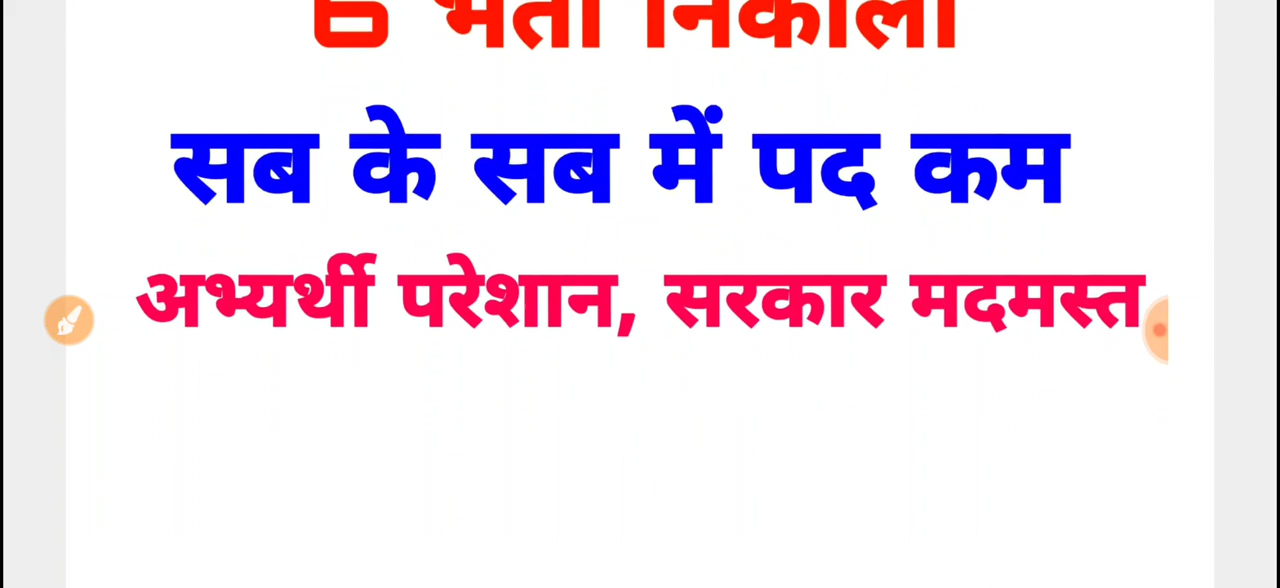 6 भर्ती निकाली
सब के सब में पद कम
अभ्यर्थी परेशान, सरकार मदमस्त